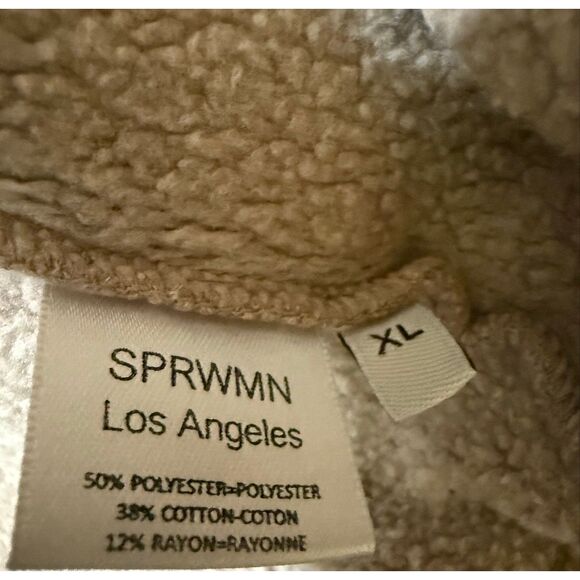 SPRWMN
Los Angeles
XL
50% POLYESTER=POLYESTER
38% COTTON-COTON
12% RAYON=RAYONNE